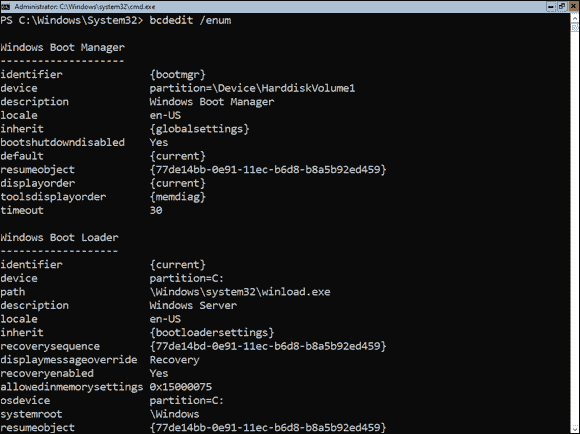 Administrator: C:\Windows\system32\cmd.exe
PS C:\Windows\System32> bcdedit /enum
Windows Boot Manager
--------------------
identifier {bootmgr}
device partition=\Device\HarddiskVolume1
description Windows Boot Manager
locale en-US
inherit {globalsettings}
bootshutdowndisabled Yes
default {current}
resumeobject {77de14bb-0e91-11ec-b6d8-b8a5b92ed459}
displayorder {current}
toolsdisplayorder {memdiag}
timeout 30
Windows Boot Loader
-------------------
identifier {current}
device partition=C:
path \Windows\system32\winload.exe
description Windows Server
locale en-US
inherit {bootloadersettings}
recoverysequence {77de14bd-0e91-11ec-b6d8-b8a5b92ed459}
displaymessageoverride Recovery
recoveryenabled Yes
allowedinmemorysettings 0x15000075
osdevice partition=C:
systemroot \Windows
resumeobject {77de14bb-0e91-11ec-b6d8-b8a5b92ed459}